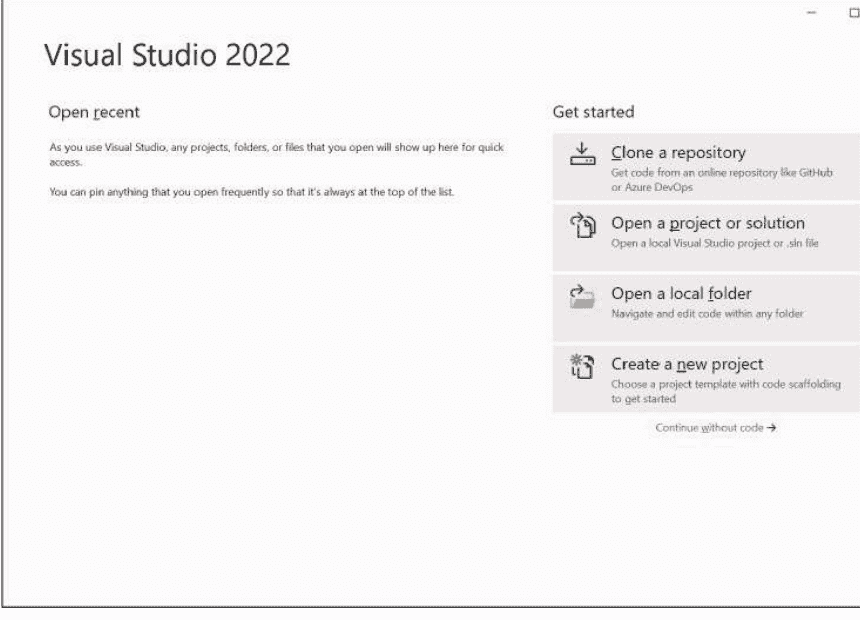 Visual Studio 2022
Open recent
As you use Visual Studio, any projects, folders, or files that you open will show up here for quick
access.
You can pin anything that you open frequently so that it's always at the top of the list.
Get started
Clone a repository
Get code from an online repository like GitHub
or Azure DevOps
Open a project or solution
Open a local Visual Studio project or .sln file
Open a local folder
Navigate and edit code within any folder
Create a new project
Choose a project template with code scaffolding
to get started
Continue without code →